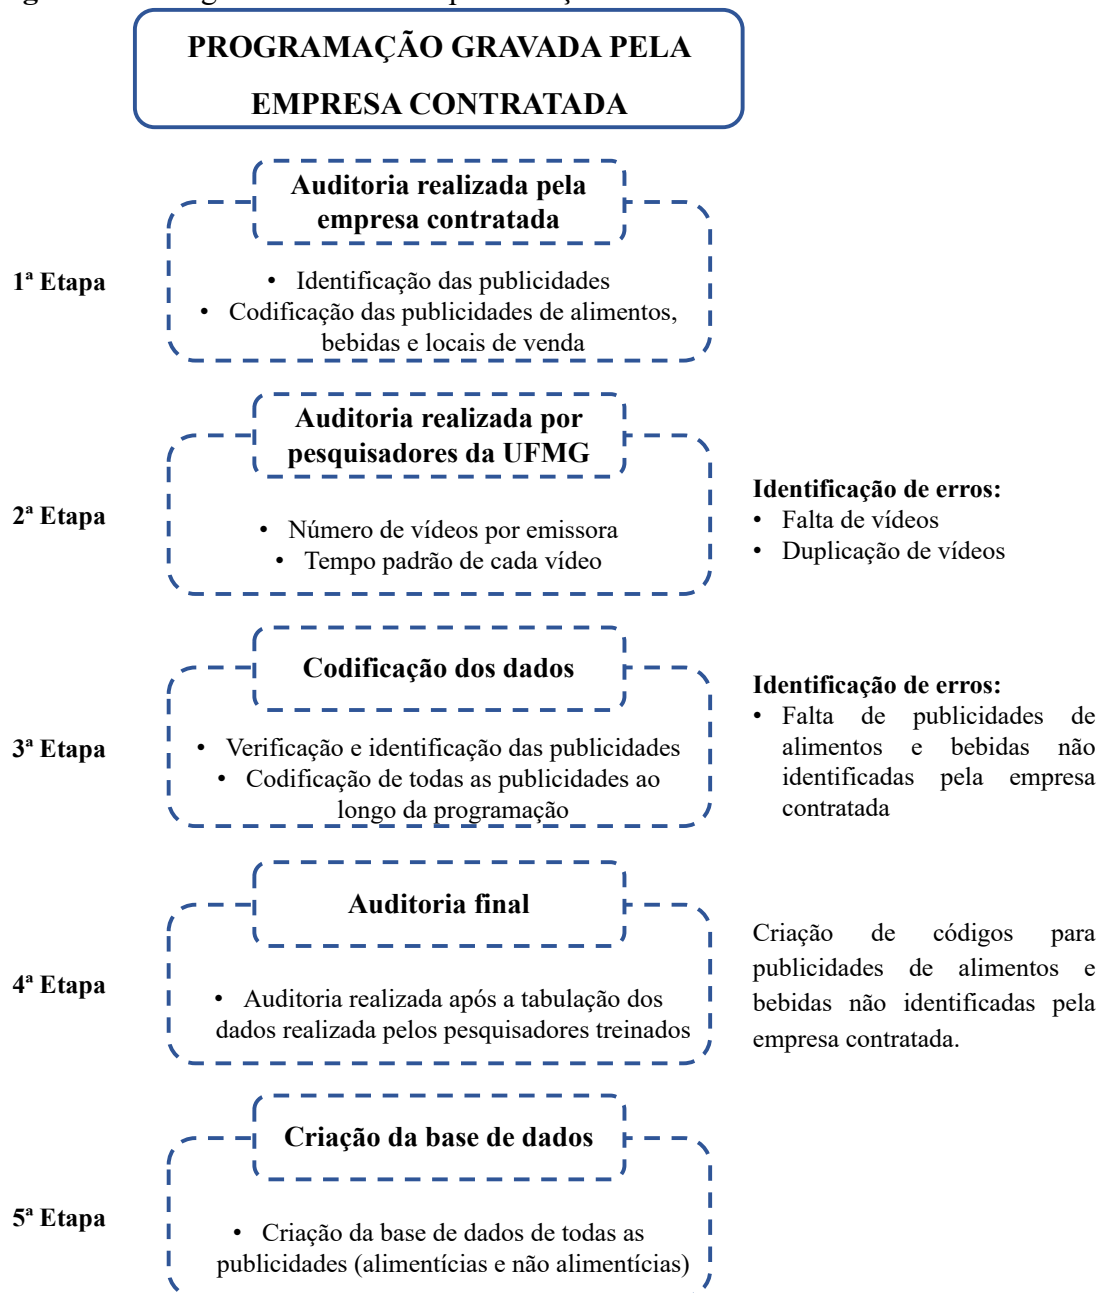 PROGRAMAÇÃO GRAVADA PELA
EMPRESA CONTRATADA
Auditoria realizada pela
empresa contratada
1ª Etapa
• Identificação das publicidades
• Codificação das publicidades de alimentos,
bebidas e locais de venda
Auditoria realizada por
pesquisadores da UFMG
2ª Etapa
• Número de vídeos por emissora
• Tempo padrão de cada vídeo
Identificação de erros:
• Falta de vídeos
• Duplicação de vídeos
Codificação dos dados
3ª Etapa
• Verificação e identificação das publicidades
• Codificação de todas as publicidades ao
longo da programação
Identificação de erros:
• Falta de publicidades de
alimentos e bebidas não
identificadas pela empresa
contratada
Auditoria final
4ª Etapa
• Auditoria realizada após a tabulação dos
dados realizada pelos pesquisadores treinados
Criação de códigos para
publicidades de alimentos e
bebidas não identificadas pela
empresa contratada.
Criação da base de dados
5ª Etapa
• Criação da base de dados de todas as
publicidades (alimentícias e não alimentícias)